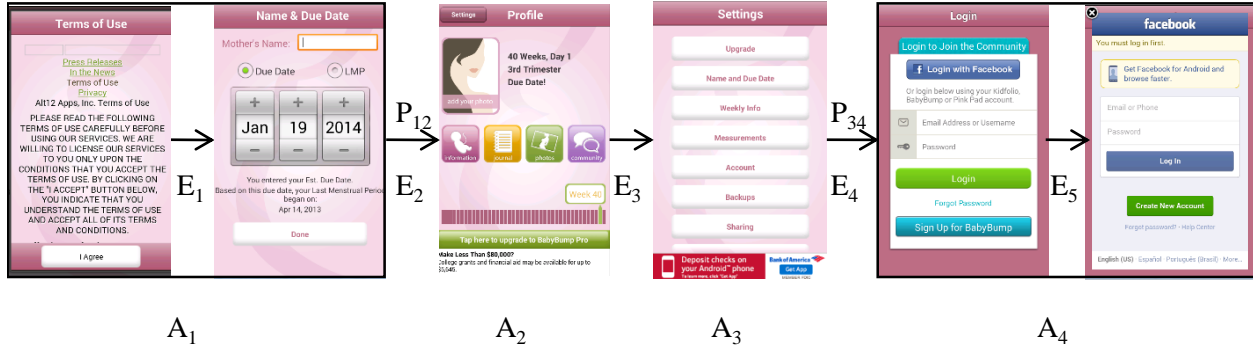 Terms of Use
Press Releases
In the News
Terms of Use
Privacy
Alt12 Apps, Inc. Terms of Use
PLEASE READ THE FOLLOWING
TERMS OF USE CAREFULLY BEFORE
USING OUR SERVICES. WE ARE
WILLING TO LICENSE OUR SERVICES
TO YOU ONLY UPON THE
CONDITIONS THAT YOU ACCEPT THE
TERMS OF USE. BY CLICKING ON
THE "I ACCEPT" BUTTON BELOW,
YOU INDICATE THAT YOU
UNDERSTAND THE TERMS OF USE
AND ACCEPT ALL OF ITS TERMS
AND CONDITIONS.
I Agree
E1
Name & Due Date
Mother's Name:
Due Date
LMP
+ + +
Jan 19 2014
− − −
You entered your Est. Due Date.
Based on this due date, your Last Menstrual Perio
began on:
Apr 14, 2013
Done
P12
E2
Settings
Profile
40 Weeks, Day 1
3rd Trimester
Due Date!
add your photo
information
journal
photos
community
Week 40
Tap here to upgrade to BabyBump Pro
Make Less Than $80,000?
College grants and financial aid may be available for up to
$5,645.
E3
Settings
Upgrade
Name and Due Date
Weekly Info
Measurements
Account
Backups
Sharing
Deposit checks on
your Android™ phone
To learn more, click "Get App"
Bank of America
Get App
MEMBER FDIC
P34
E4
Login
Login to Join the Community
f Login with Facebook
Or login below using your Kidfolio,
BabyBump or Pink Pad account.
Email Address or Username
Password
Login
Forgot Password
Sign Up for BabyBump
E5
facebook
You must log in first.
Get Facebook for Android and
browse faster.
Email or Phone
Password
Log In
Create New Account
Forgot password? · Help Center
English (US) · Español · Português (Brasil) · More...
A1
A2
A3
A4